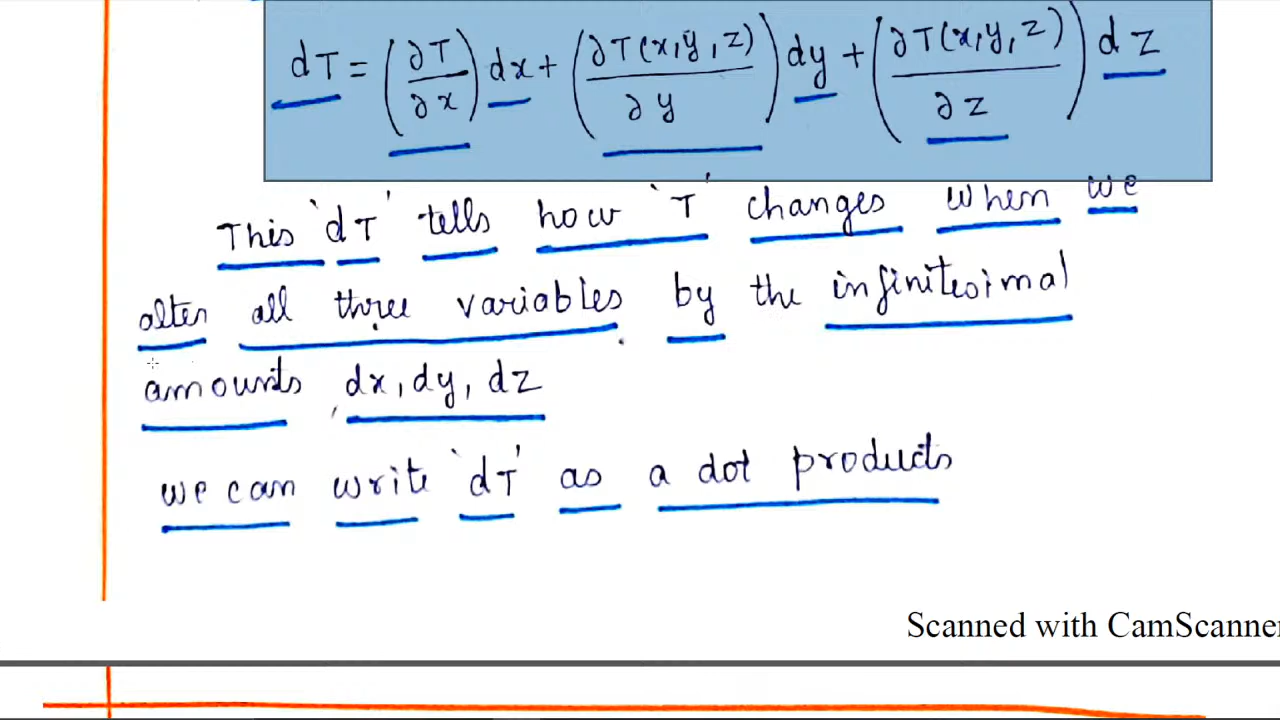 dT = (∂T/∂x) dx + (∂T(x,y,z)/∂y) dy + (∂T(x,y,z)/∂z) dz
This 'dT' tells how 'T' changes when we
alter all three variables by the infinitesimal
amounts dx, dy, dz
we can write 'dT' as a dot products
Scanned with CamScanner